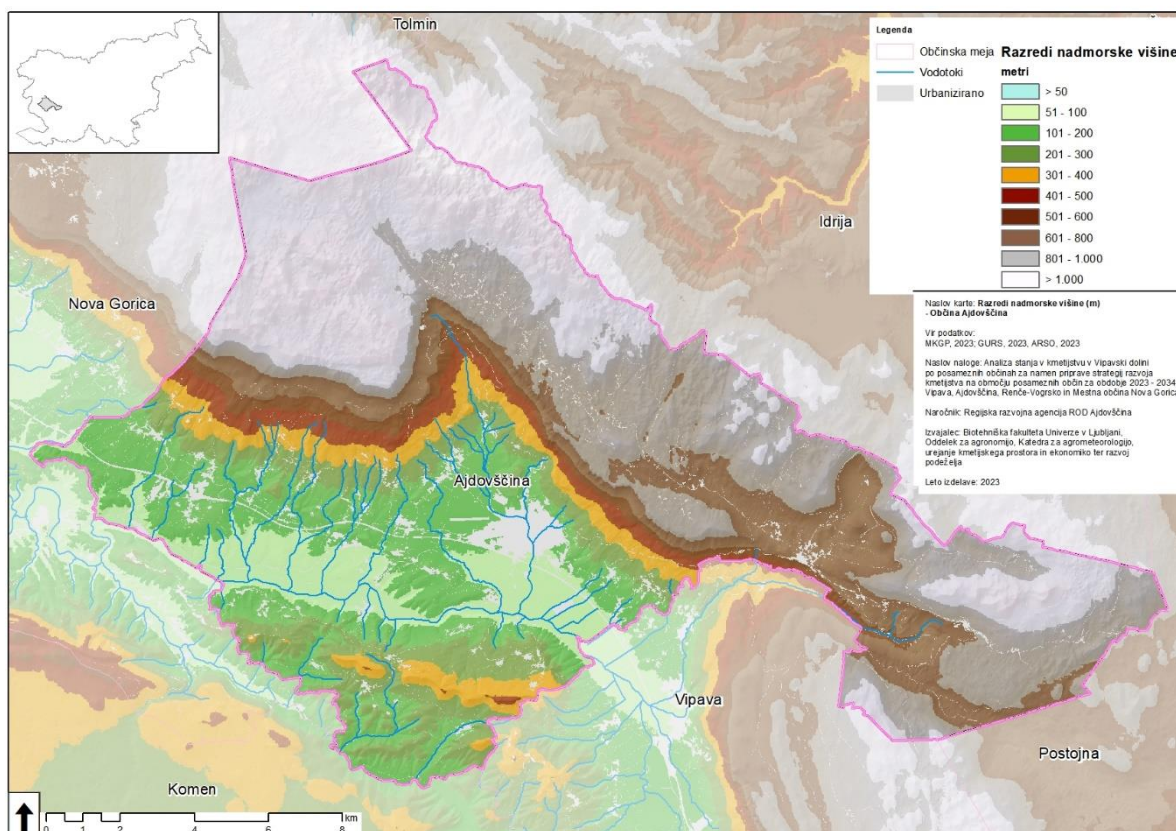 Tolmin
Idrija
Nova Gorica
Ajdovščina
Vipava
Postojna
Komen
Legenda
Občinska meja
Vodotoki
Urbanizirano
Razredi nadmorske višine
metri
> 50
51 - 100
101 - 200
201 - 300
301 - 400
401 - 500
501 - 600
601 - 800
801 - 1.000
> 1.000
Naslov karte: Razredi nadmorske višine (m)
- Občina Ajdovščina
Vir podatkov:
MKGP, 2023; GURS, 2023, ARSO, 2023
Naslov naloge: Analiza stanja v kmetijstvu v Vipavski dolini
po posameznih občinah za namen priprave strategij razvoja
kmetijstva na območju posameznih občin za obdobje 2023 - 2034
Vipava, Ajdovščina, Renče-Vogrsko in Mestna občina Nova Gorica
Naročnik: Regijska razvojna agencija ROD Ajdovščina
Izvajalec: Biotehniška fakulteta Univerze v Ljubljani,
Oddelek za agronomijo, Katedra za agrometeorologijo,
urejanje kmetijskega prostora in ekonomiko ter razvoj
podeželja
Leto izdelave: 2023
0 1 2 4 6 8 km